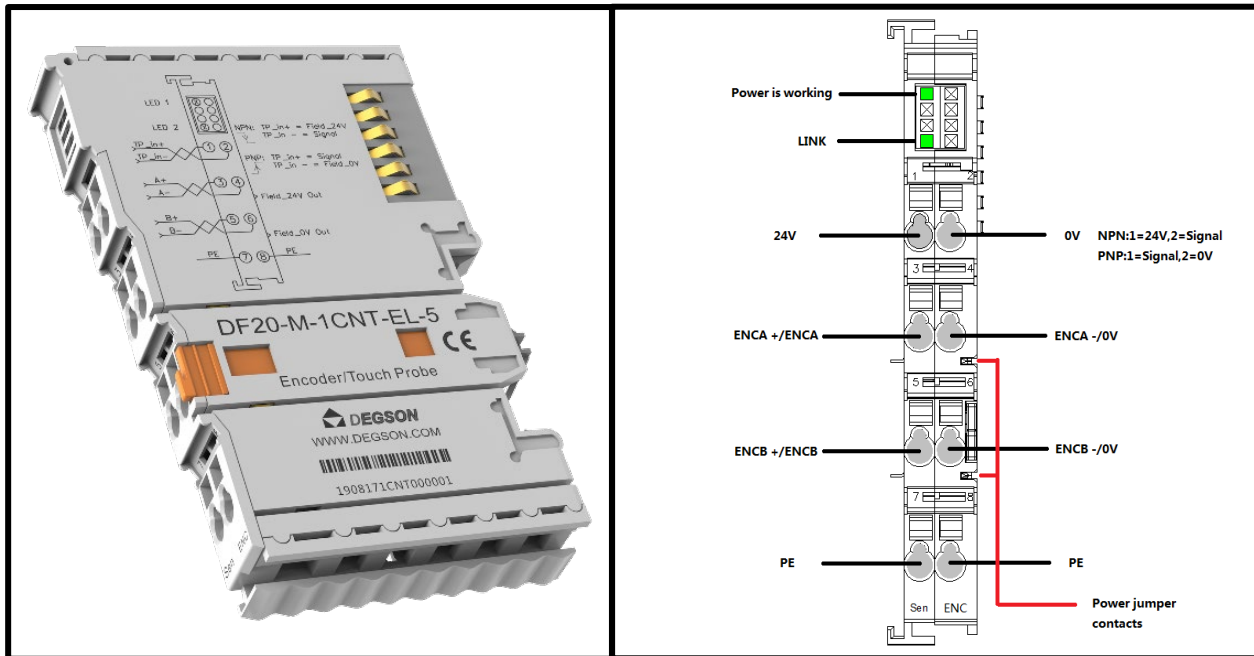 LED 1
LED 2
NPN: TP_in+ = Field_24V
TP_in - = Signal
TP_in+
TP_in-
1 2
PNP: TP_in+ = Signal
TP_in - = Field_0V
A+
A-
3 4
Field_24V Out
B+
B-
5 6
Field_0V Out
PE 7 8 PE
DF20-M-1CNT-EL-5
CE
Encoder/Touch Probe
DEGSON
WWW.DEGSON.COM
1908171CNT000001
Sen ENC
Power is working
LINK
1 2
24V
0V NPN:1=24V,2=Signal
PNP:1=Signal,2=0V
3 4
ENCA +/ENCA
ENCA -/0V
5 6
ENCB +/ENCB
ENCB -/0V
7 8
PE
PE
Sen ENC
Power jumper
contacts